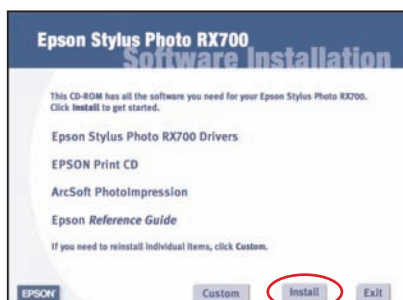 Epson Stylus Photo RX700
Software Installation
This CD-ROM has all the software you need for your Epson Stylus Photo RX700.
Click Install to get started.
Epson Stylus Photo RX700 Drivers
EPSON Print CD
ArcSoft PhotoImpression
Epson Reference Guide
If you need to reinstall individual items, click Custom.
EPSON Custom Install Exit